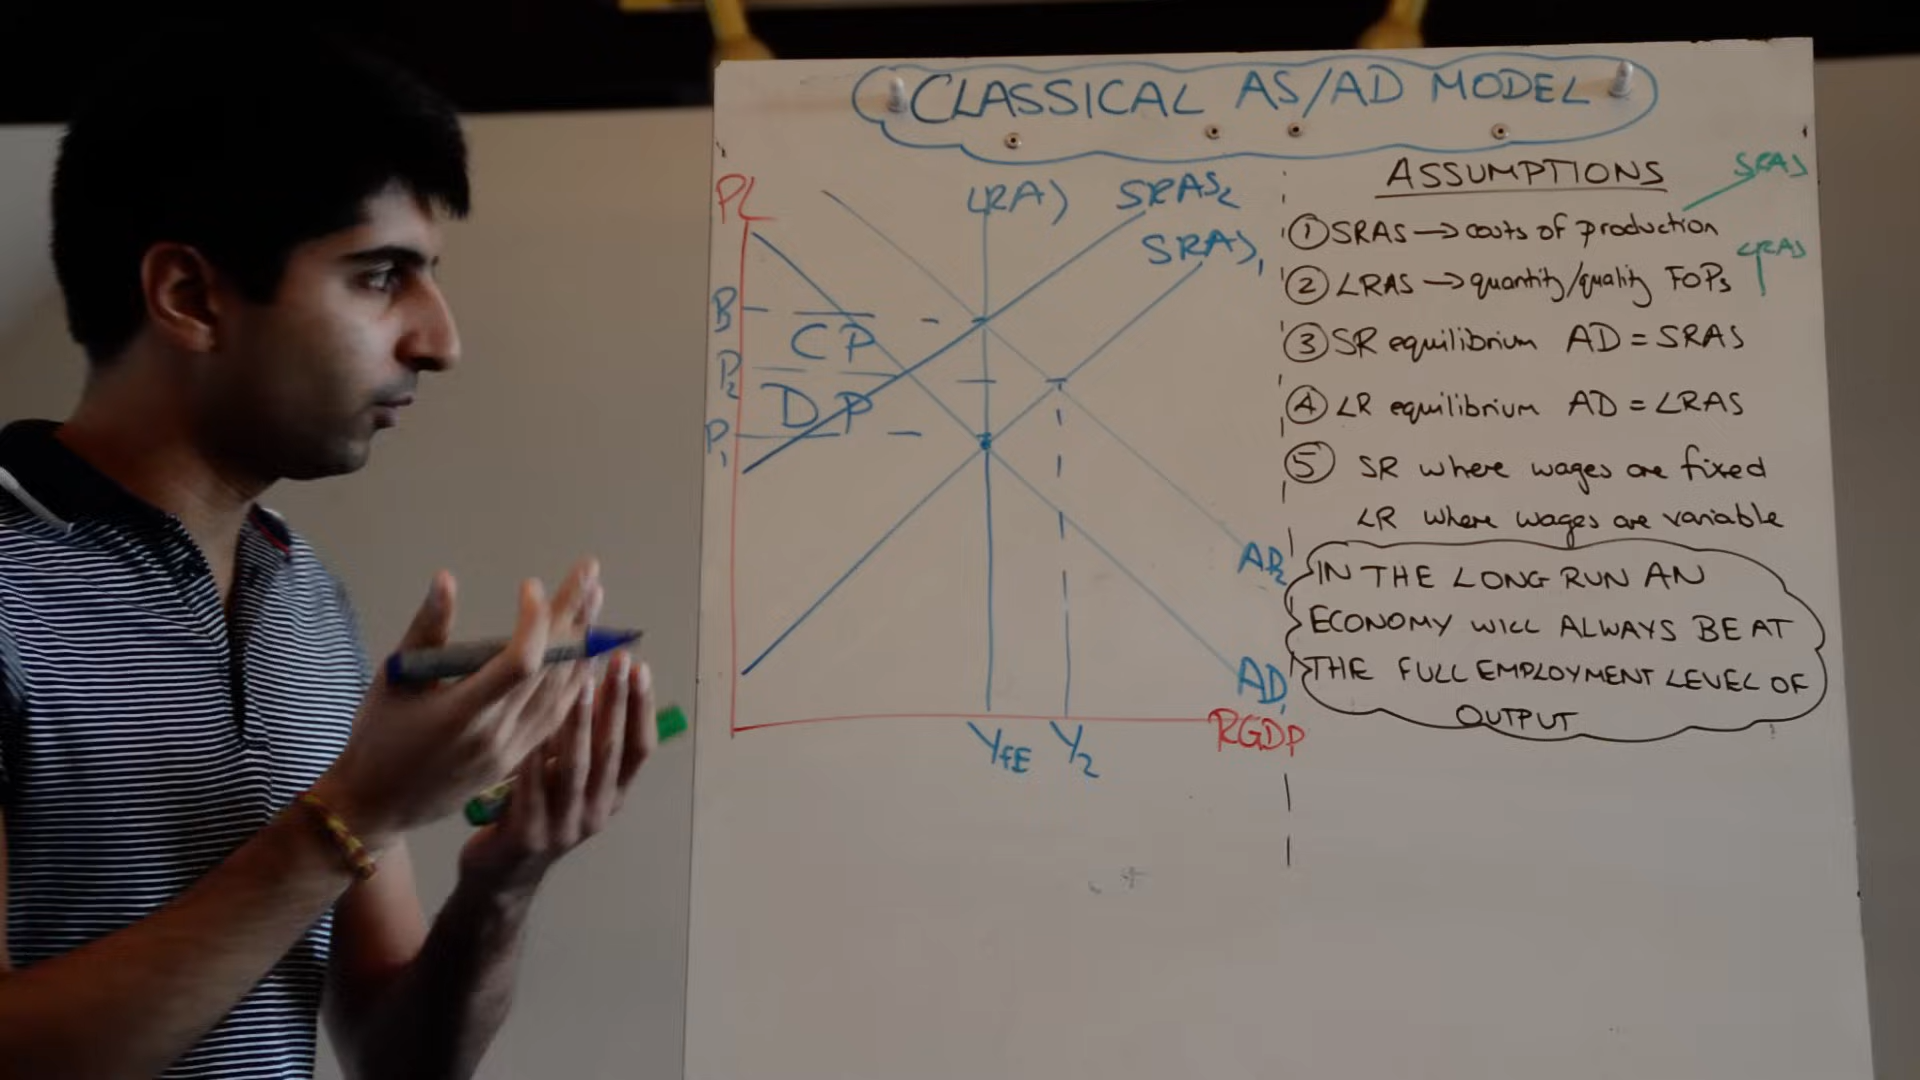 CLASSICAL AS/AD MODEL
PL
LRAS
SRAS2
SRAS1
P3
CP
P2
DP
P1
AD2
AD1
YFE
Y2
RGDP
ASSUMPTIONS
SRAS
① SRAS → costs of production
LRAS
② LRAS → quantity/quality FOPs
③ SR equilibrium AD = SRAS
④ LR equilibrium AD = LRAS
⑤ SR where wages are fixed
LR where wages are variable
IN THE LONG RUN AN
ECONOMY WILL ALWAYS BE AT
THE FULL EMPLOYMENT LEVEL OF
OUTPUT